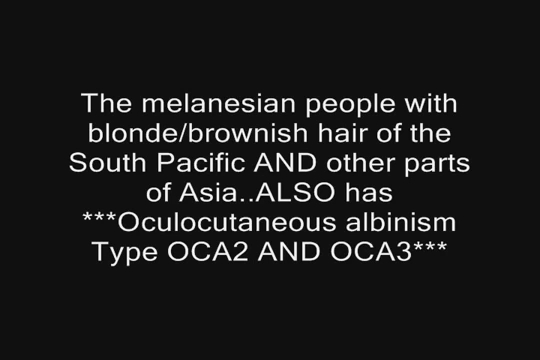 The melanesian people with
blonde/brownish hair of the
South Pacific AND other parts
of Asia..ALSO has
***Oculocutaneous albinism
Type OCA2 AND OCA3***